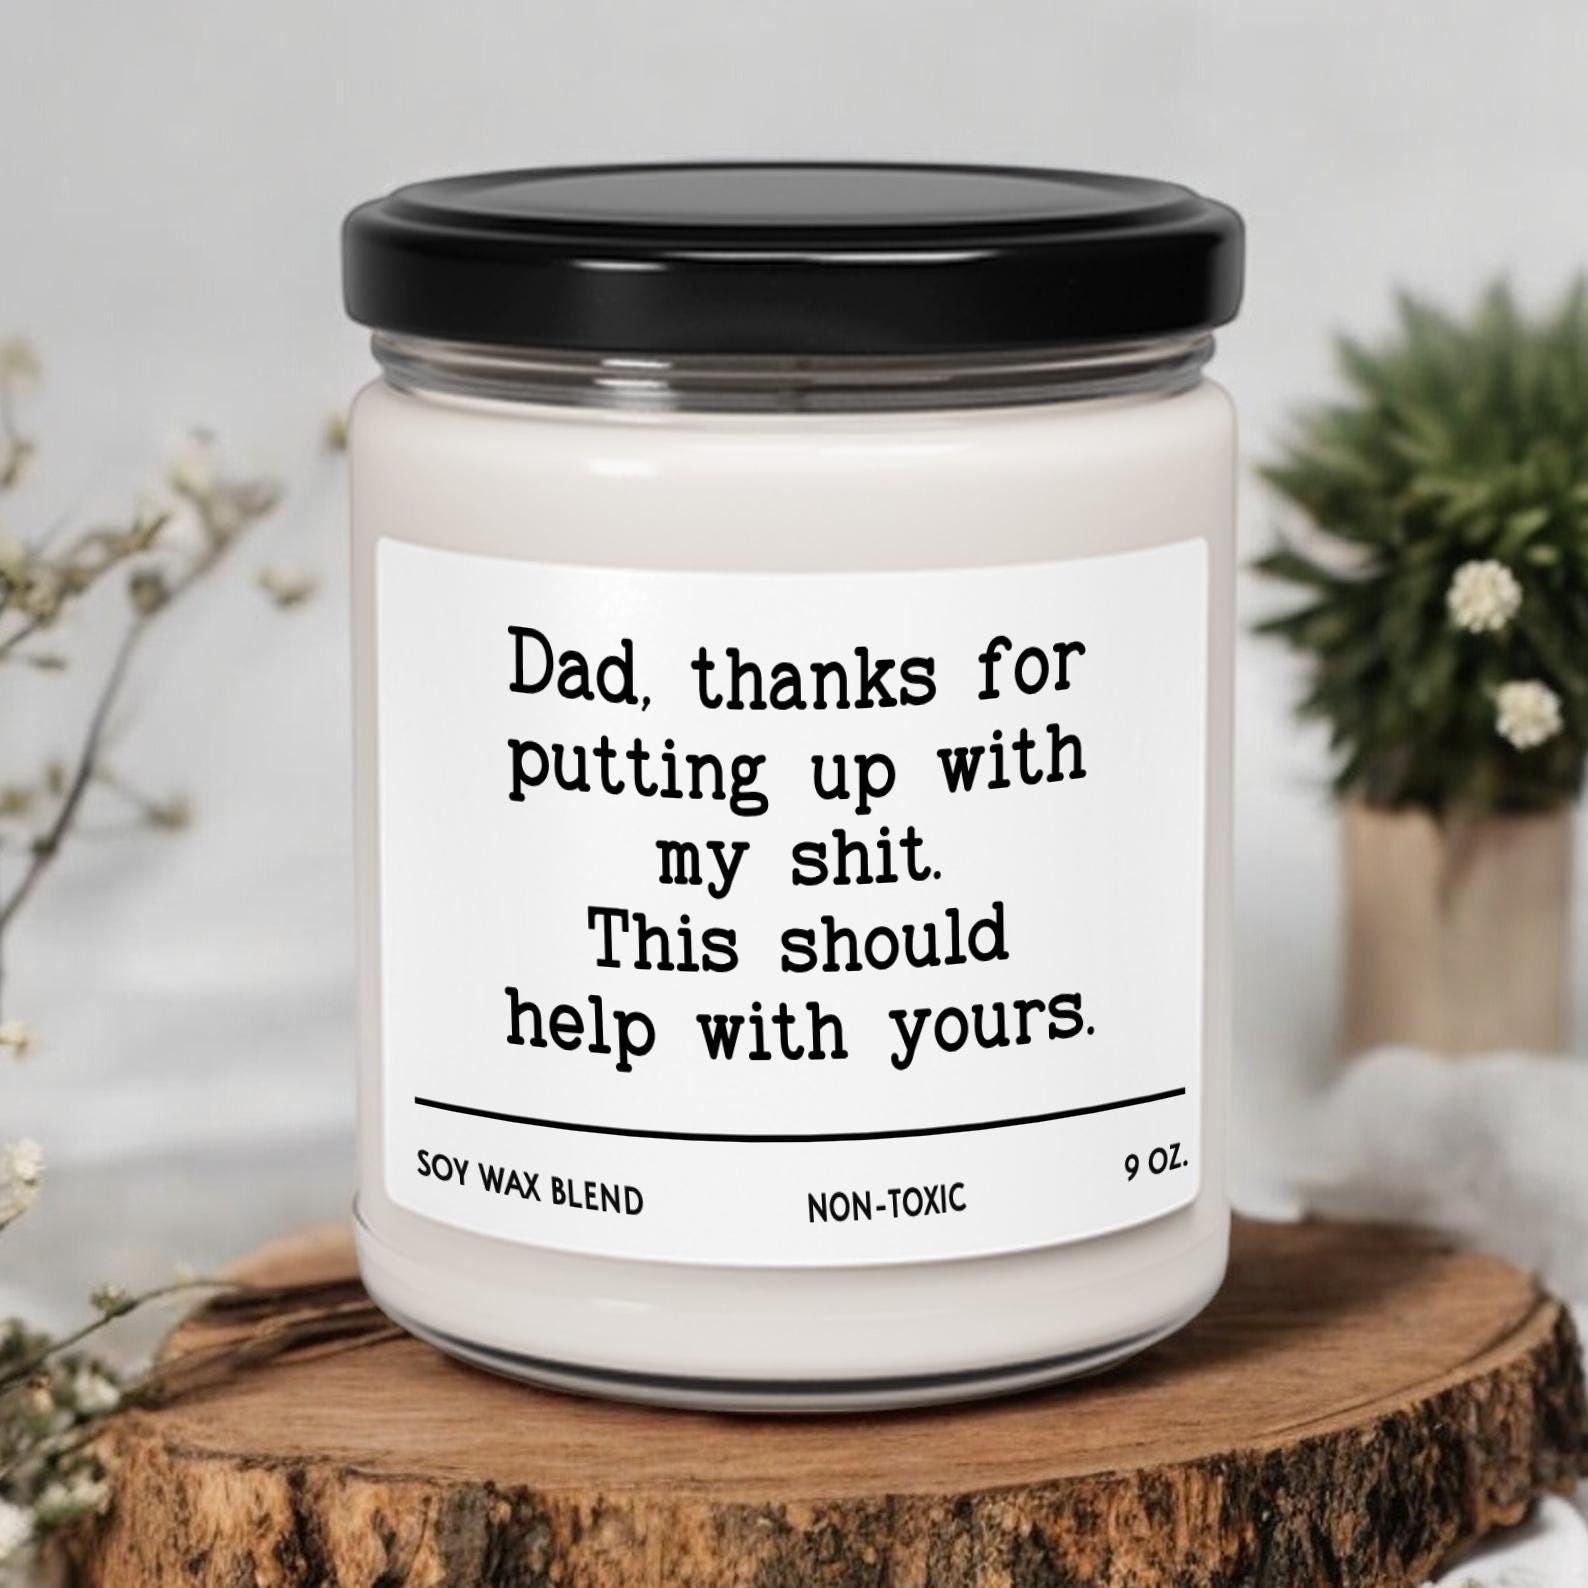 Dad, thanks for
putting up with
my shit.
This should
help with yours.
SOY WAX BLEND NON-TOXIC 9 OZ.